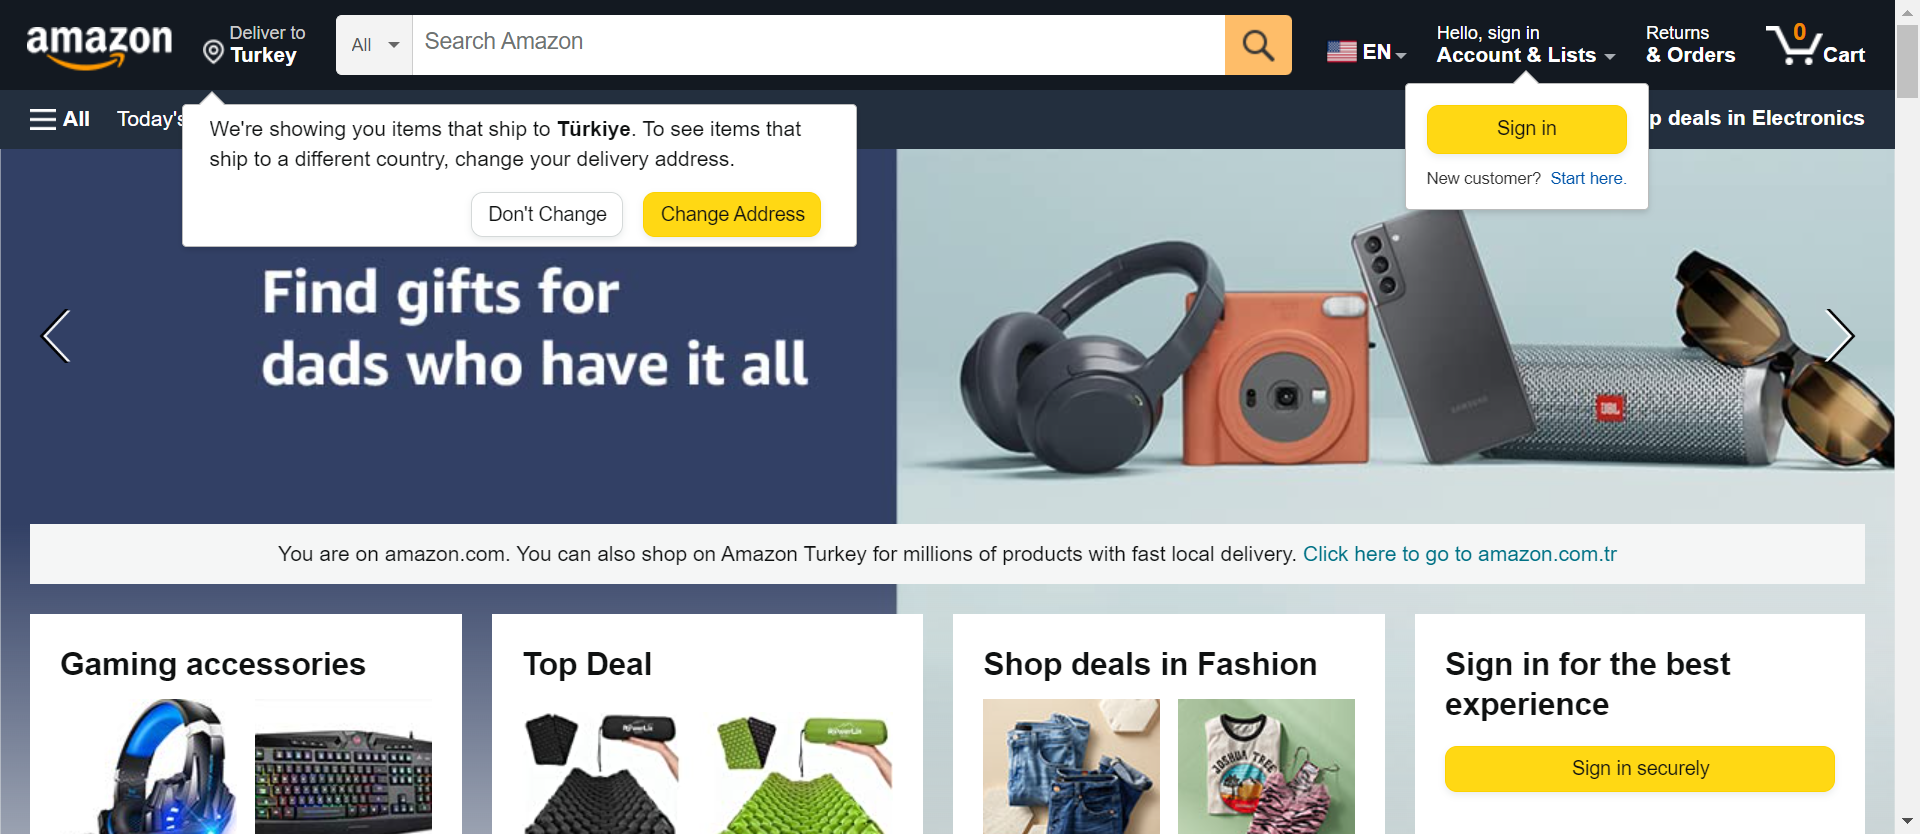 amazon
Deliver to
Turkey
All
Search Amazon
EN
Hello, sign in
Account & Lists
Returns
& Orders
0
Cart
All
Today's
p deals in Electronics
We're showing you items that ship to Türkiye. To see items that
ship to a different country, change your delivery address.
Don't Change
Change Address
Sign in
New customer? Start here.
Find gifts for
dads who have it all
SAMSUNG
JBL
You are on amazon.com. You can also shop on Amazon Turkey for millions of products with fast local delivery. Click here to go to amazon.com.tr
Gaming accessories
Top Deal
Shop deals in Fashion
Sign in for the best
experience
JOSHUA TREE
Sign in securely